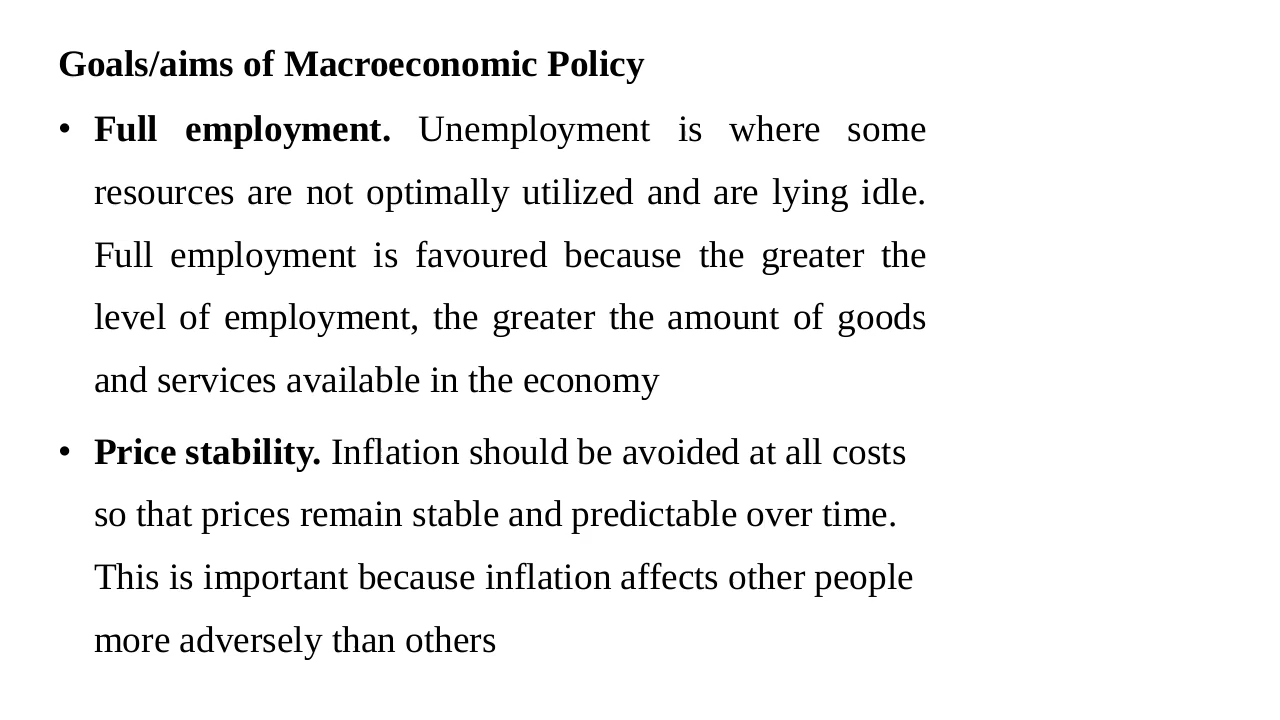 Goals/aims of Macroeconomic Policy
• Full employment. Unemployment is where some
resources are not optimally utilized and are lying idle.
Full employment is favoured because the greater the
level of employment, the greater the amount of goods
and services available in the economy
• Price stability. Inflation should be avoided at all costs
so that prices remain stable and predictable over time.
This is important because inflation affects other people
more adversely than others